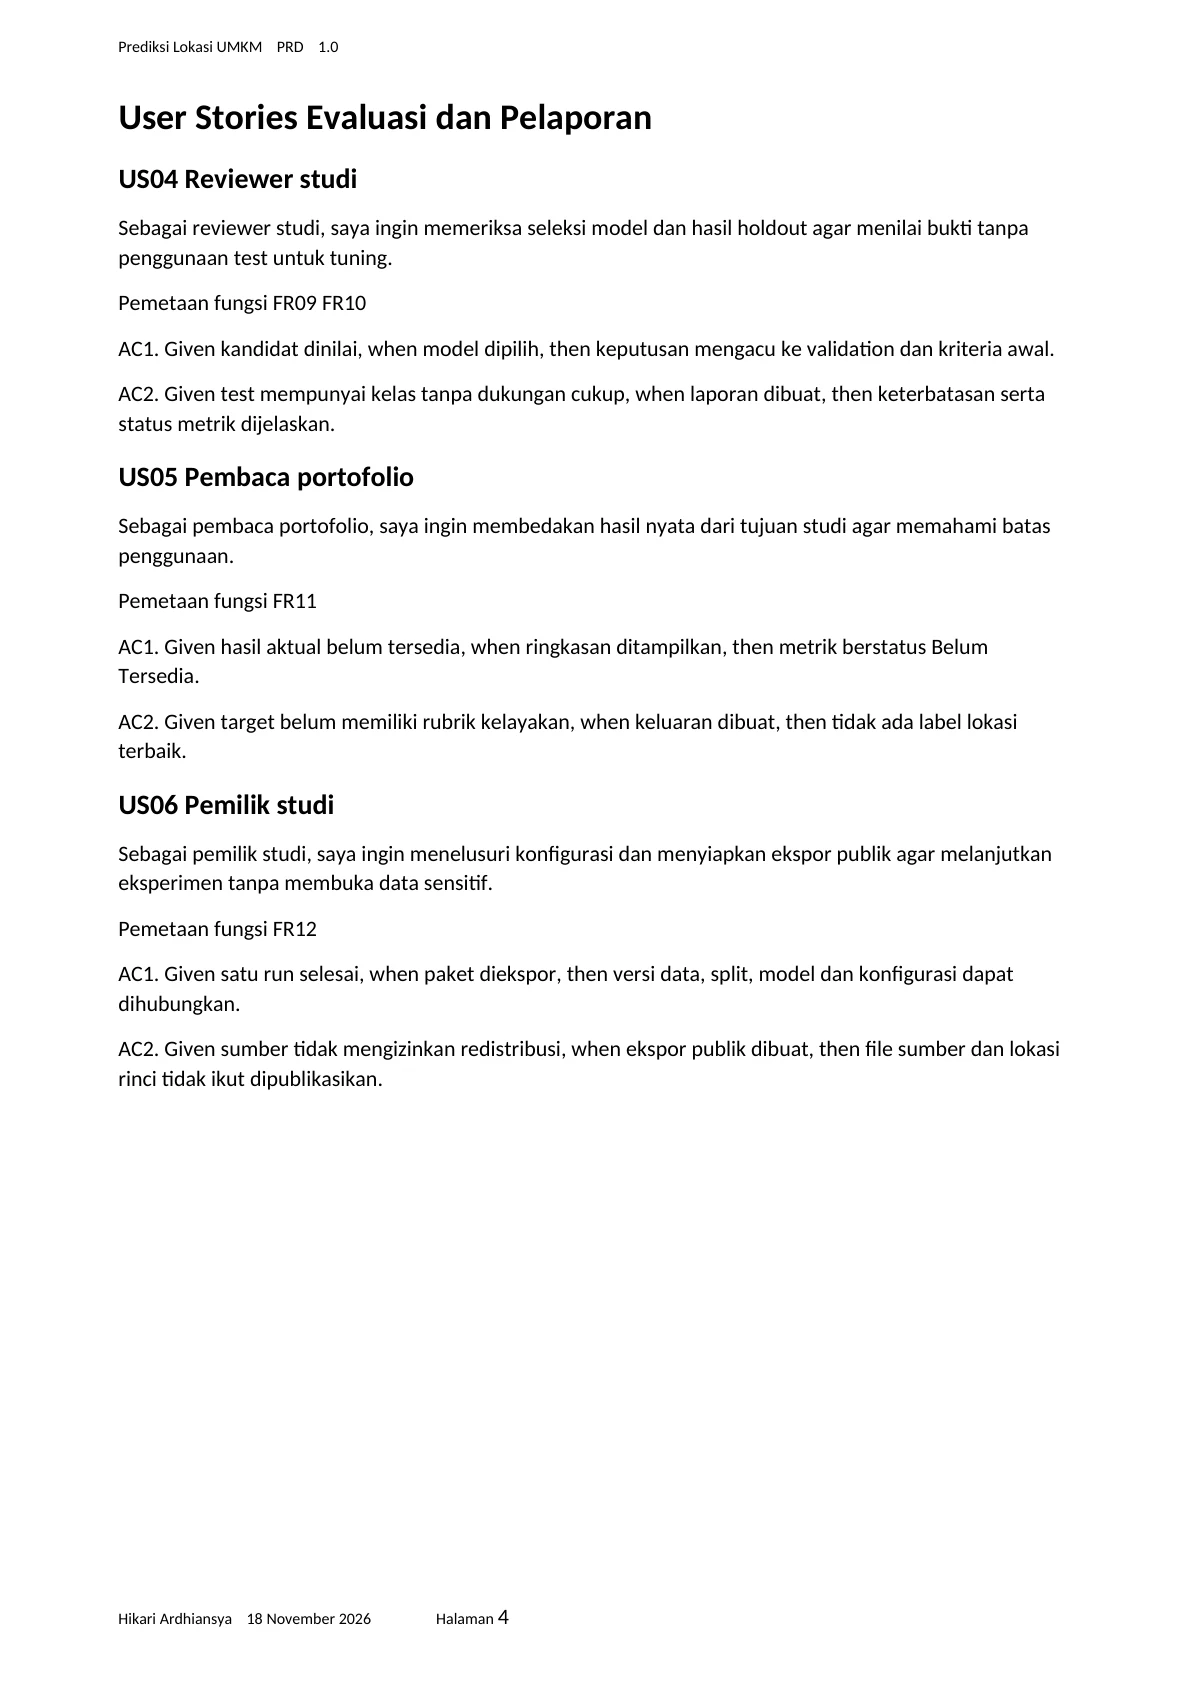 Prediksi Lokasi UMKM PRD 1.0
User Stories Evaluasi dan Pelaporan
US04 Reviewer studi
Sebagai reviewer studi, saya ingin memeriksa seleksi model dan hasil holdout agar menilai bukti tanpa
penggunaan test untuk tuning.
Pemetaan fungsi FR09 FR10
AC1. Given kandidat dinilai, when model dipilih, then keputusan mengacu ke validation dan kriteria awal.
AC2. Given test mempunyai kelas tanpa dukungan cukup, when laporan dibuat, then keterbatasan serta
status metrik dijelaskan.
US05 Pembaca portofolio
Sebagai pembaca portofolio, saya ingin membedakan hasil nyata dari tujuan studi agar memahami batas
penggunaan.
Pemetaan fungsi FR11
AC1. Given hasil aktual belum tersedia, when ringkasan ditampilkan, then metrik berstatus Belum
Tersedia.
AC2. Given target belum memiliki rubrik kelayakan, when keluaran dibuat, then tidak ada label lokasi
terbaik.
US06 Pemilik studi
Sebagai pemilik studi, saya ingin menelusuri konfigurasi dan menyiapkan ekspor publik agar melanjutkan
eksperimen tanpa membuka data sensitif.
Pemetaan fungsi FR12
AC1. Given satu run selesai, when paket diekspor, then versi data, split, model dan konfigurasi dapat
dihubungkan.
AC2. Given sumber tidak mengizinkan redistribusi, when ekspor publik dibuat, then file sumber dan lokasi
rinci tidak ikut dipublikasikan.
Hikari Ardhiansya 18 November 2026 Halaman 4